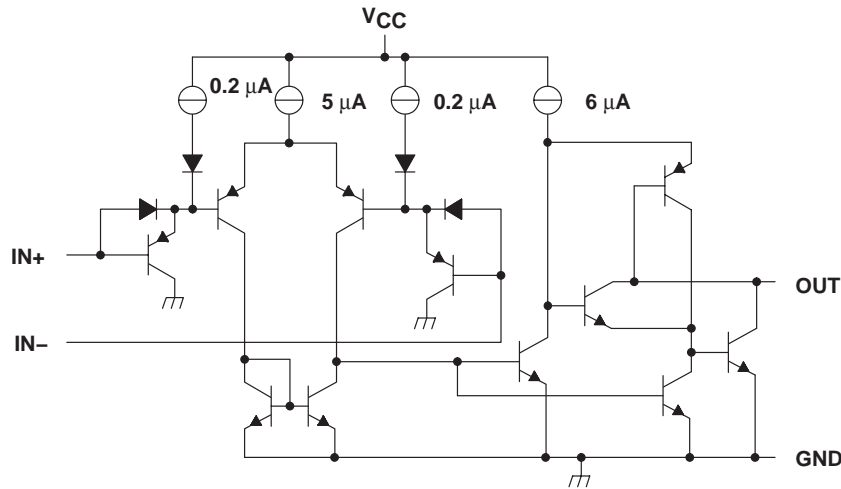 VCC
0.2 μA
5 μA
0.2 μA
6 μA
IN+
OUT
IN−
GND